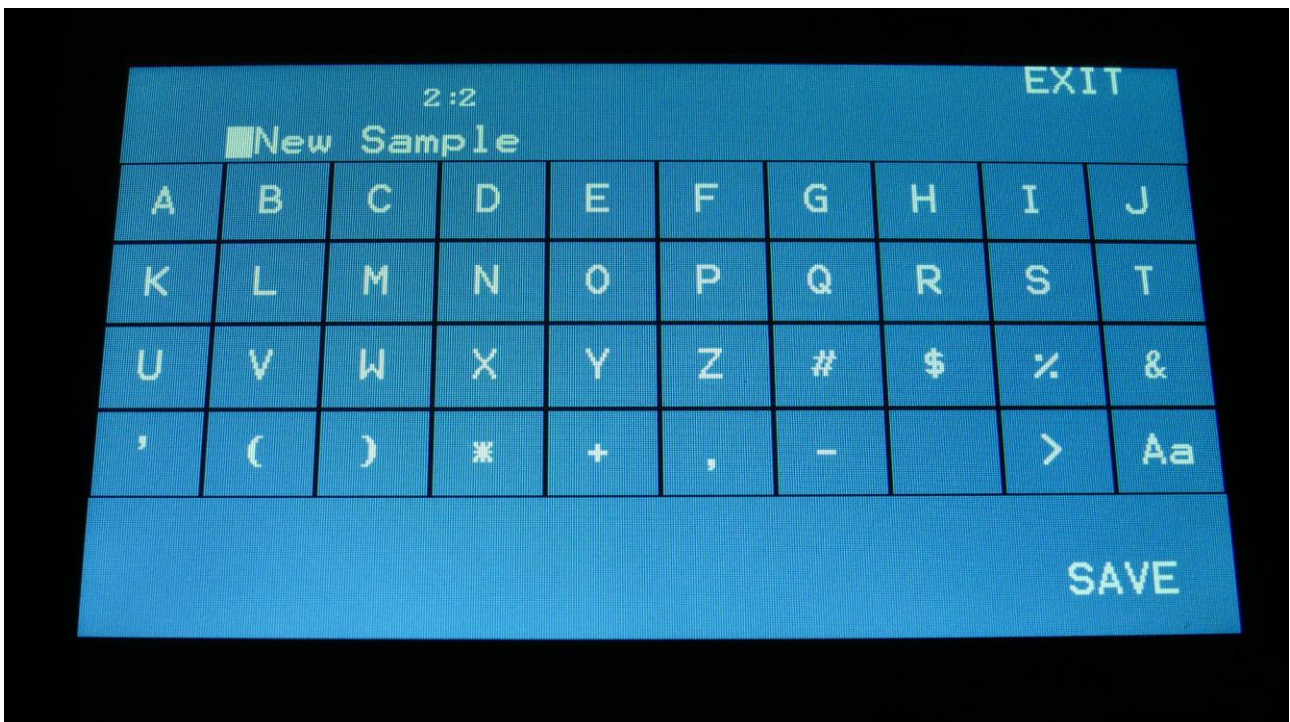 EXIT
2:2
New Sample
A B C D E F G H I J
K L M N O P Q R S T
U V W X Y Z # $ % &
' ( ) * + , - > Aa
SAVE